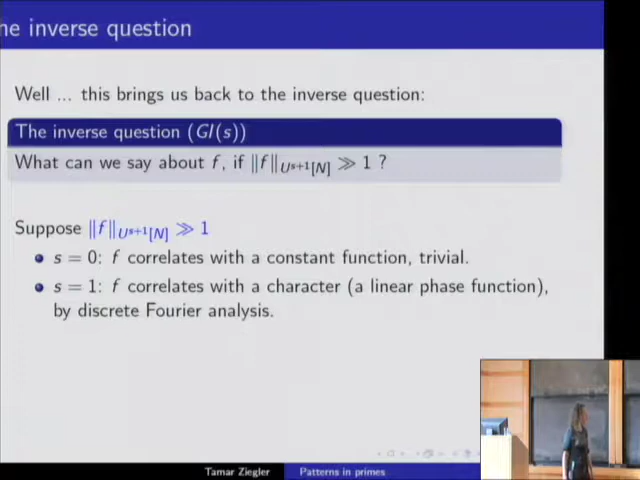 he inverse question
Well ... this brings us back to the inverse question:
The inverse question (GI(s))
What can we say about f, if ‖f‖_{U^{s+1}[N]} ≫ 1 ?
Suppose ‖f‖_{U^{s+1}[N]} ≫ 1
s = 0: f correlates with a constant function, trivial.
s = 1: f correlates with a character (a linear phase function),
by discrete Fourier analysis.
Tamar Ziegler Patterns in primes